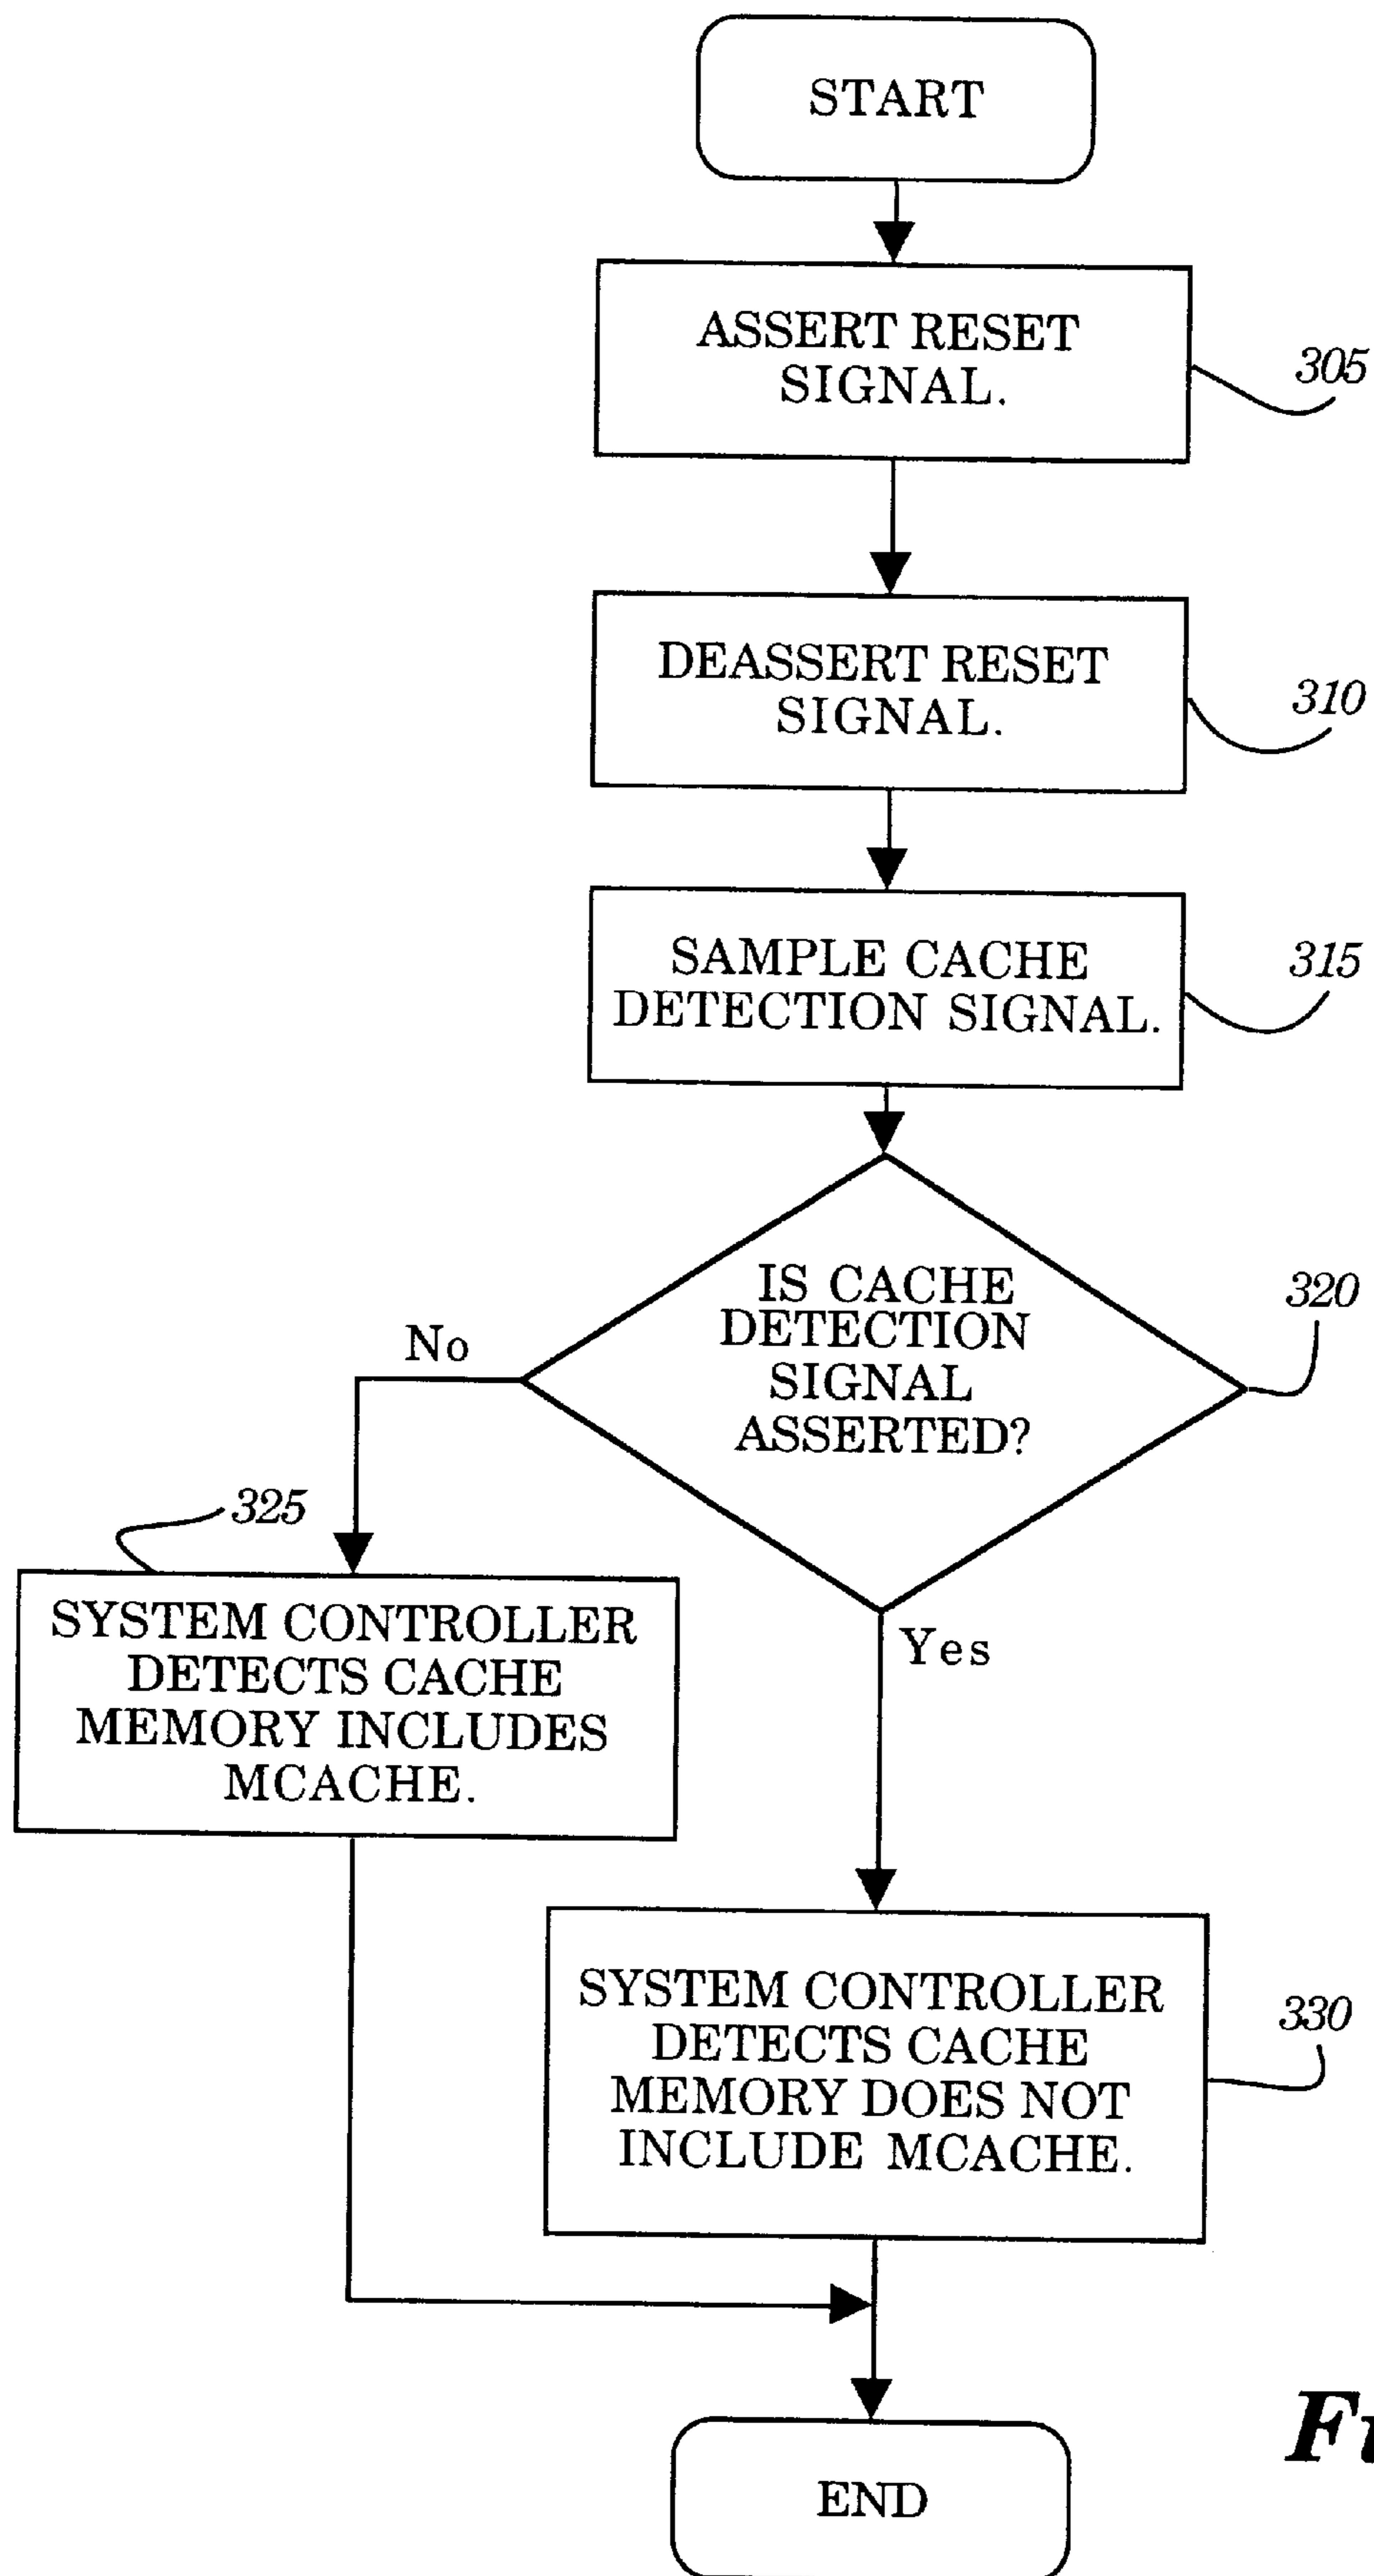 START
ASSERT RESET
SIGNAL.
305
DEASSERT RESET
SIGNAL.
310
SAMPLE CACHE
DETECTION SIGNAL.
315
IS CACHE
DETECTION
SIGNAL
ASSERTED?
320
No
Yes
325
SYSTEM CONTROLLER
DETECTS CACHE
MEMORY INCLUDES
MCACHE.
SYSTEM CONTROLLER
DETECTS CACHE
MEMORY DOES NOT
INCLUDE MCACHE.
330
END